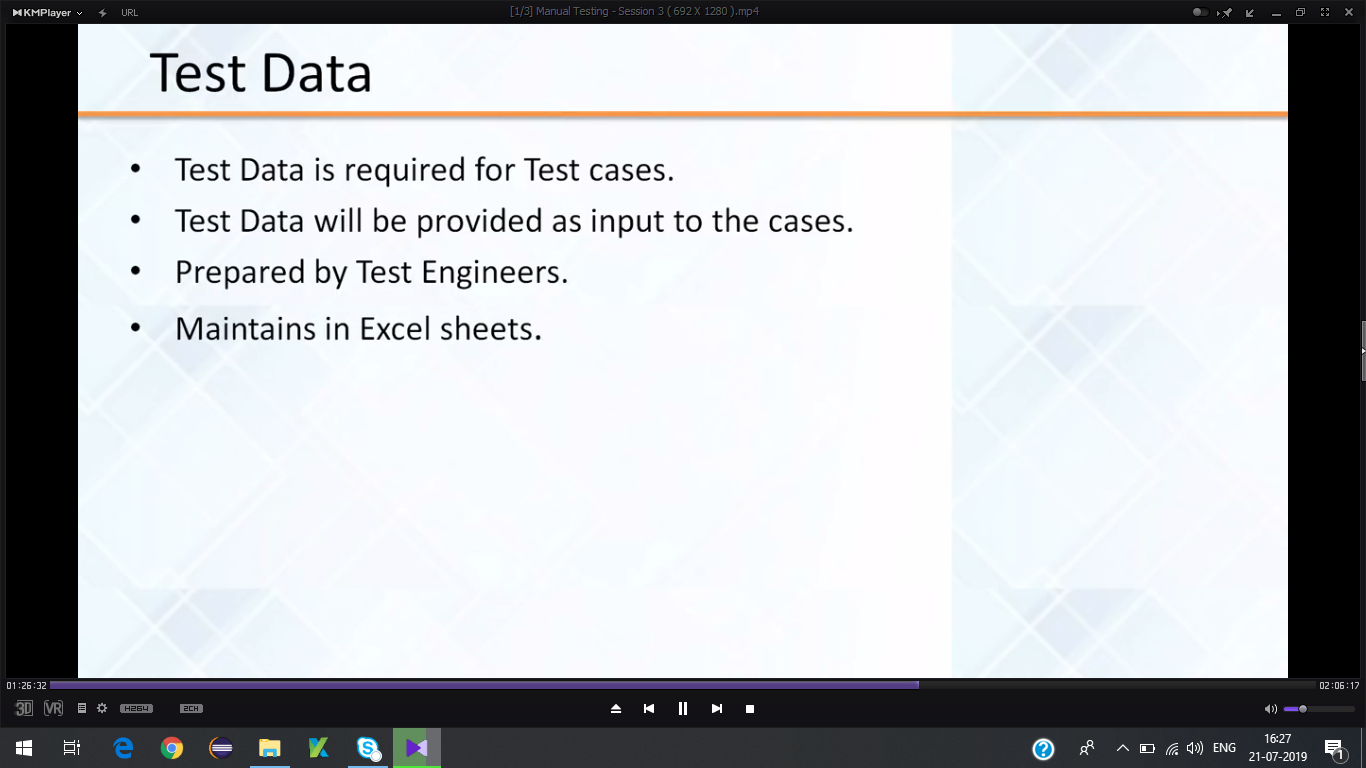 KMPlayer
URL
[1/3] Manual Testing - Session 3 ( 692 X 1280 ).mp4
Test Data
• Test Data is required for Test cases.
• Test Data will be provided as input to the cases.
• Prepared by Test Engineers.
• Maintains in Excel sheets.
01:26:32
02:06:17
3D
VR
H264
2CH
ENG
16:27
21-07-2019
1